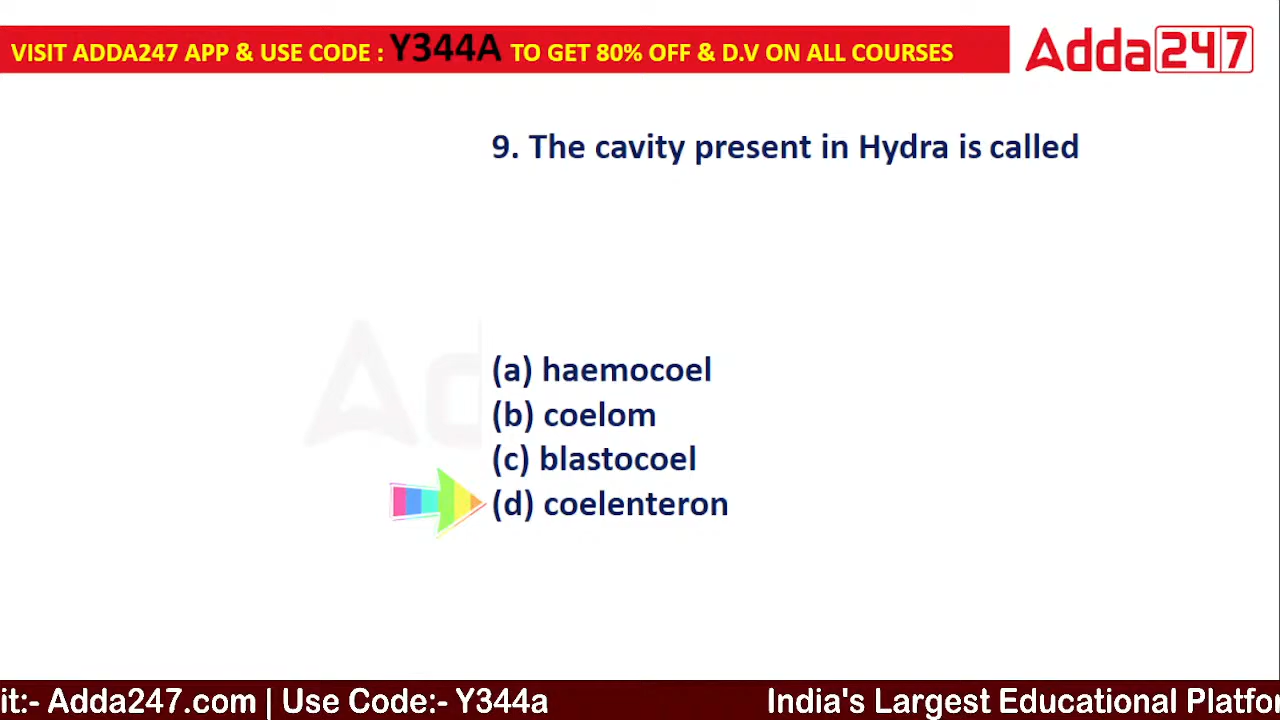 VISIT ADDA247 APP & USE CODE : Y344A TO GET 80% OFF & D.V ON ALL COURSES
Adda247
9. The cavity present in Hydra is called
Ad
(a) haemocoel
(b) coelom
(c) blastocoel
(d) coelenteron
it:- Adda247.com | Use Code:- Y344a
India's Largest Educational Platfor